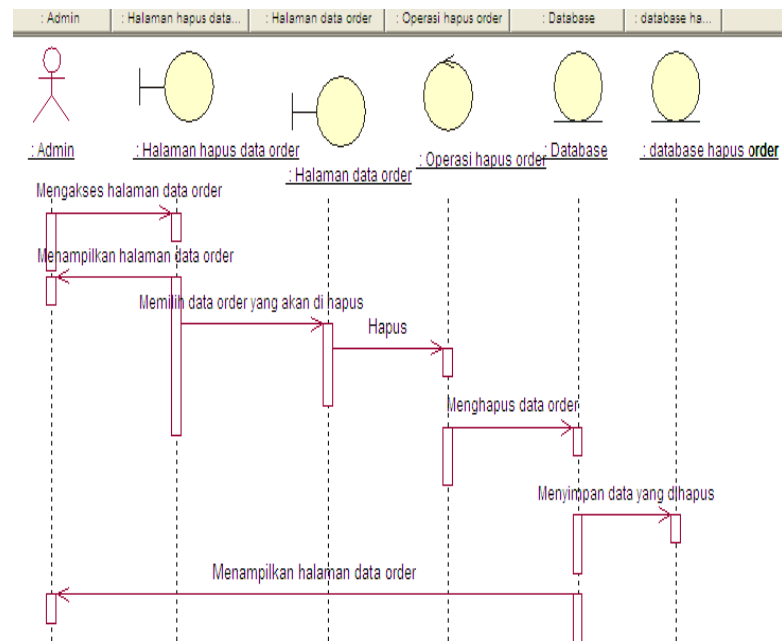 : Admin
: Halaman hapus data...
: Halaman data order
: Operasi hapus order
: Database
: database ha...
: Admin
: Halaman hapus data order
: Halaman data order
: Operasi hapus order
: Database
: database hapus order
Mengakses halaman data order
Menampilkan halaman data order
Memilih data order yang akan di hapus
Hapus
Menghapus data order
Menyimpan data yang dihapus
Menampilkan halaman data order